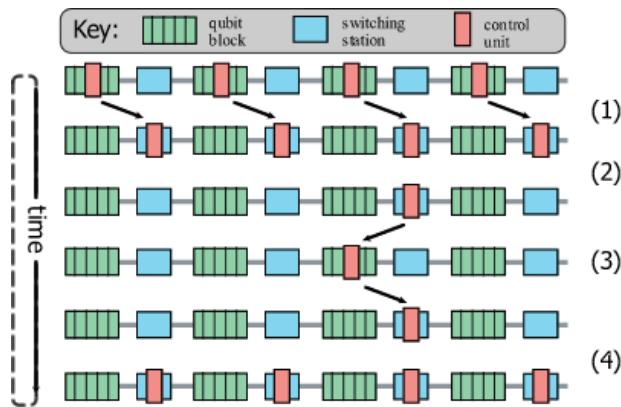 Key:
qubit block
switching station
control unit
(1)
(2)
time
(3)
(4)